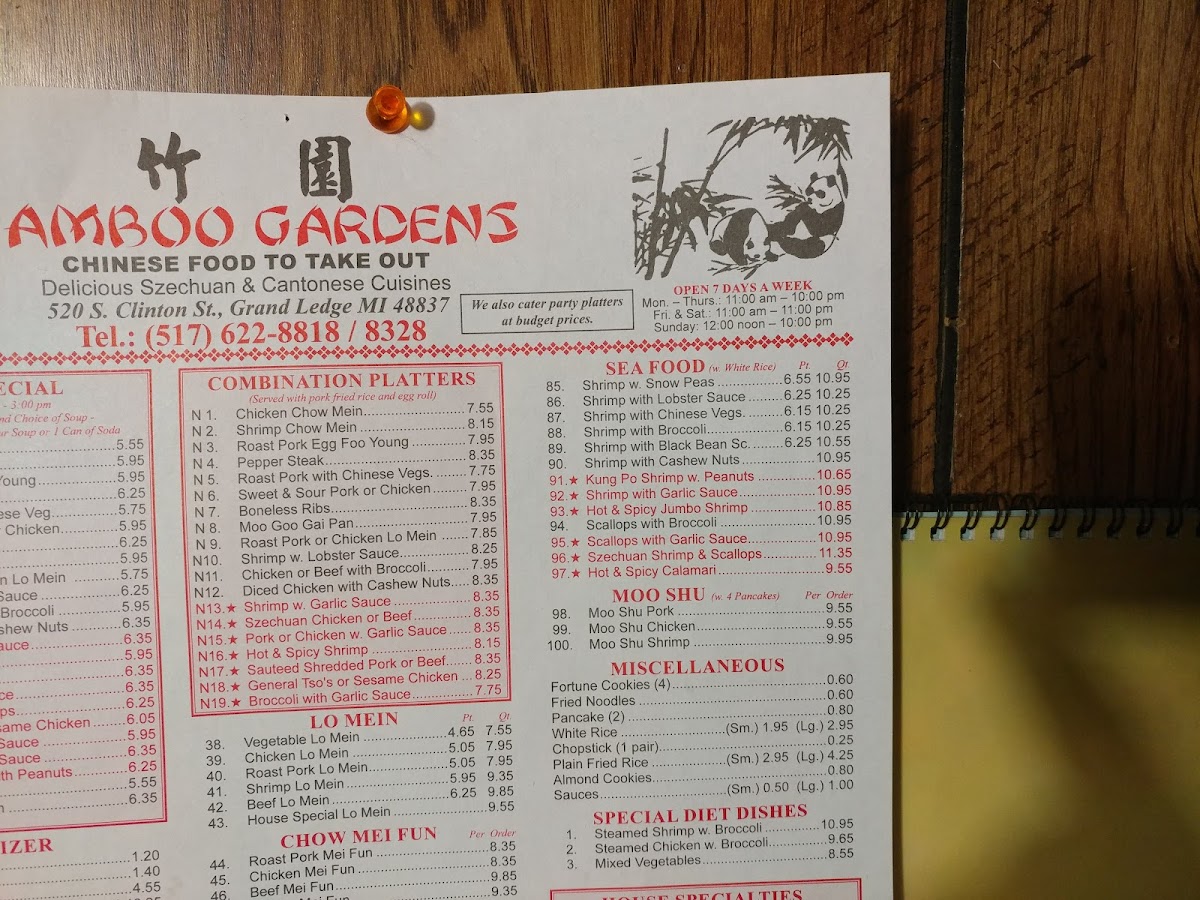 竹 園
AMBOO GARDENS
CHINESE FOOD TO TAKE OUT
Delicious Szechuan & Cantonese Cuisines
520 S. Clinton St., Grand Ledge MI 48837
Tel.: (517) 622-8818 / 8328
We also cater party platters
at budget prices.
OPEN 7 DAYS A WEEK
Mon. – Thurs.: 11:00 am – 10:00 pm
Fri. & Sat.: 11:00 am – 11:00 pm
Sunday: 12:00 noon – 10:00 pm
ECIAL
- 3:00 pm
nd Choice of Soup -
ur Soup or 1 Can of Soda
5.55
5.95
Young 5.95
6.25
ese Veg. 5.75
r Chicken 5.95
6.25
5.95
n Lo Mein 5.75
Sauce 6.25
Broccoli 5.95
shew Nuts 6.35
auce 6.35
5.95
6.35
ce 6.35
ps 6.25
same Chicken 6.05
Sauce 5.95
Sauce 6.35
th Peanuts 6.25
5.55
n 6.35
IZER
1.20
1.40
4.55
COMBINATION PLATTERS
(Served with pork fried rice and egg roll)
N 1. Chicken Chow Mein 7.55
N 2. Shrimp Chow Mein 8.15
N 3. Roast Pork Egg Foo Young 7.95
N 4. Pepper Steak 8.35
N 5. Roast Pork with Chinese Vegs. 7.75
N 6. Sweet & Sour Pork or Chicken 7.95
N 7. Boneless Ribs 8.35
N 8. Moo Goo Gai Pan 7.95
N 9. Roast Pork or Chicken Lo Mein 7.85
N10. Shrimp w. Lobster Sauce 8.25
N11. Chicken or Beef with Broccoli 7.95
N12. Diced Chicken with Cashew Nuts 8.35
N13.★ Shrimp w. Garlic Sauce 8.35
N14.★ Szechuan Chicken or Beef 8.35
N15.★ Pork or Chicken w. Garlic Sauce 8.35
N16.★ Hot & Spicy Shrimp 8.15
N17.★ Sauteed Shredded Pork or Beef 8.35
N18.★ General Tso's or Sesame Chicken 8.25
N19.★ Broccoli with Garlic Sauce 7.75
LO MEIN Pt. Qt.
38. Vegetable Lo Mein 4.65 7.55
39. Chicken Lo Mein 5.05 7.95
40. Roast Pork Lo Mein 5.05 7.95
41. Shrimp Lo Mein 5.95 9.35
42. Beef Lo Mein 6.25 9.85
43. House Special Lo Mein 9.55
CHOW MEI FUN Per Order
44. Roast Pork Mei Fun 8.35
45. Chicken Mei Fun 8.35
46. Beef Mei Fun 9.85
Mei Fun 9.35
SEA FOOD (w. White Rice) Pt. Qt.
85. Shrimp w. Snow Peas 6.55 10.95
86. Shrimp with Lobster Sauce 6.25 10.25
87. Shrimp with Chinese Vegs. 6.15 10.25
88. Shrimp with Broccoli 6.15 10.25
89. Shrimp with Black Bean Sc. 6.25 10.55
90. Shrimp with Cashew Nuts 10.95
91.★ Kung Po Shrimp w. Peanuts 10.65
92.★ Shrimp with Garlic Sauce 10.95
93.★ Hot & Spicy Jumbo Shrimp 10.85
94. Scallops with Broccoli 10.95
95.★ Scallops with Garlic Sauce 10.95
96.★ Szechuan Shrimp & Scallops 11.35
97.★ Hot & Spicy Calamari 9.55
MOO SHU (w. 4 Pancakes) Per Order
98. Moo Shu Pork 9.55
99. Moo Shu Chicken 9.55
100. Moo Shu Shrimp 9.95
MISCELLANEOUS
Fortune Cookies (4) 0.60
Fried Noodles 0.60
Pancake (2) 0.80
White Rice (Sm.) 1.95 (Lg.) 2.95
Chopstick (1 pair) 0.25
Plain Fried Rice (Sm.) 2.95 (Lg.) 4.25
Almond Cookies 0.80
Sauces (Sm.) 0.50 (Lg.) 1.00
SPECIAL DIET DISHES
1. Steamed Shrimp w. Broccoli 10.95
2. Steamed Chicken w. Broccoli 9.65
3. Mixed Vegetables 8.55
HOUSE SPECIALTIES